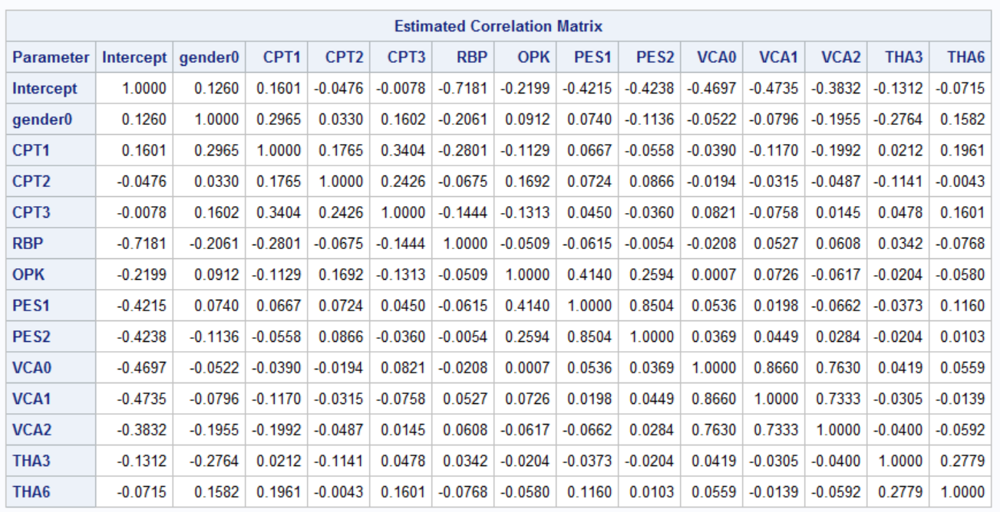 Estimated Correlation Matrix
Parameter Intercept gender0 CPT1 CPT2 CPT3 RBP OPK PES1 PES2 VCA0 VCA1 VCA2 THA3 THA6
Intercept 1.0000 0.1260 0.1601 -0.0476 -0.0078 -0.7181 -0.2199 -0.4215 -0.4238 -0.4697 -0.4735 -0.3832 -0.1312 -0.0715
gender0 0.1260 1.0000 0.2965 0.0330 0.1602 -0.2061 0.0912 0.0740 -0.1136 -0.0522 -0.0796 -0.1955 -0.2764 0.1582
CPT1 0.1601 0.2965 1.0000 0.1765 0.3404 -0.2801 -0.1129 0.0667 -0.0558 -0.0390 -0.1170 -0.1992 0.0212 0.1961
CPT2 -0.0476 0.0330 0.1765 1.0000 0.2426 -0.0675 0.1692 0.0724 0.0866 -0.0194 -0.0315 -0.0487 -0.1141 -0.0043
CPT3 -0.0078 0.1602 0.3404 0.2426 1.0000 -0.1444 -0.1313 0.0450 -0.0360 0.0821 -0.0758 0.0145 0.0478 0.1601
RBP -0.7181 -0.2061 -0.2801 -0.0675 -0.1444 1.0000 -0.0509 -0.0615 -0.0054 -0.0208 0.0527 0.0608 0.0342 -0.0768
OPK -0.2199 0.0912 -0.1129 0.1692 -0.1313 -0.0509 1.0000 0.4140 0.2594 0.0007 0.0726 -0.0617 -0.0204 -0.0580
PES1 -0.4215 0.0740 0.0667 0.0724 0.0450 -0.0615 0.4140 1.0000 0.8504 0.0536 0.0198 -0.0662 -0.0373 0.1160
PES2 -0.4238 -0.1136 -0.0558 0.0866 -0.0360 -0.0054 0.2594 0.8504 1.0000 0.0369 0.0449 0.0284 -0.0204 0.0103
VCA0 -0.4697 -0.0522 -0.0390 -0.0194 0.0821 -0.0208 0.0007 0.0536 0.0369 1.0000 0.8660 0.7630 0.0419 0.0559
VCA1 -0.4735 -0.0796 -0.1170 -0.0315 -0.0758 0.0527 0.0726 0.0198 0.0449 0.8660 1.0000 0.7333 -0.0305 -0.0139
VCA2 -0.3832 -0.1955 -0.1992 -0.0487 0.0145 0.0608 -0.0617 -0.0662 0.0284 0.7630 0.7333 1.0000 -0.0400 -0.0592
THA3 -0.1312 -0.2764 0.0212 -0.1141 0.0478 0.0342 -0.0204 -0.0373 -0.0204 0.0419 -0.0305 -0.0400 1.0000 0.2779
THA6 -0.0715 0.1582 0.1961 -0.0043 0.1601 -0.0768 -0.0580 0.1160 0.0103 0.0559 -0.0139 -0.0592 0.2779 1.0000